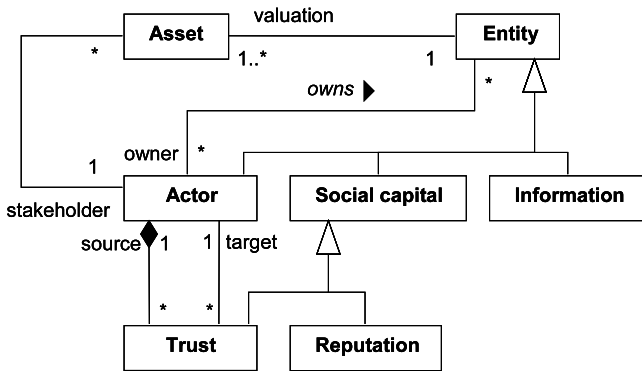 valuation
Asset
Entity
*
1..*
1
owns
*
owner
*
1
Actor
Social capital
Information
stakeholder
source
1
1
target
*
*
Trust
Reputation